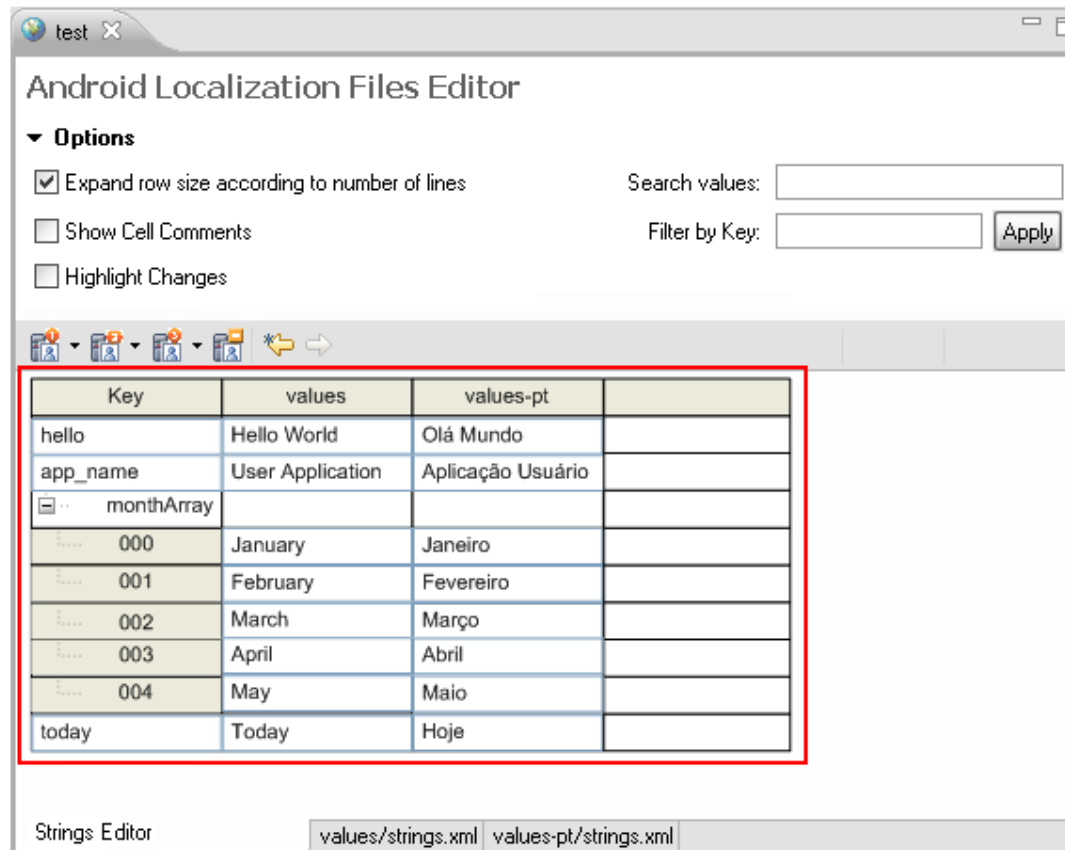 test
Android Localization Files Editor
Options
Expand row size according to number of lines Search values:
Show Cell Comments Filter by Key: Apply
Highlight Changes
Key values values-pt
hello Hello World Olá Mundo
app_name User Application Aplicação Usuário
monthArray
000 January Janeiro
001 February Fevereiro
002 March Março
003 April Abril
004 May Maio
today Today Hoje
Strings Editor values/strings.xml values-pt/strings.xml